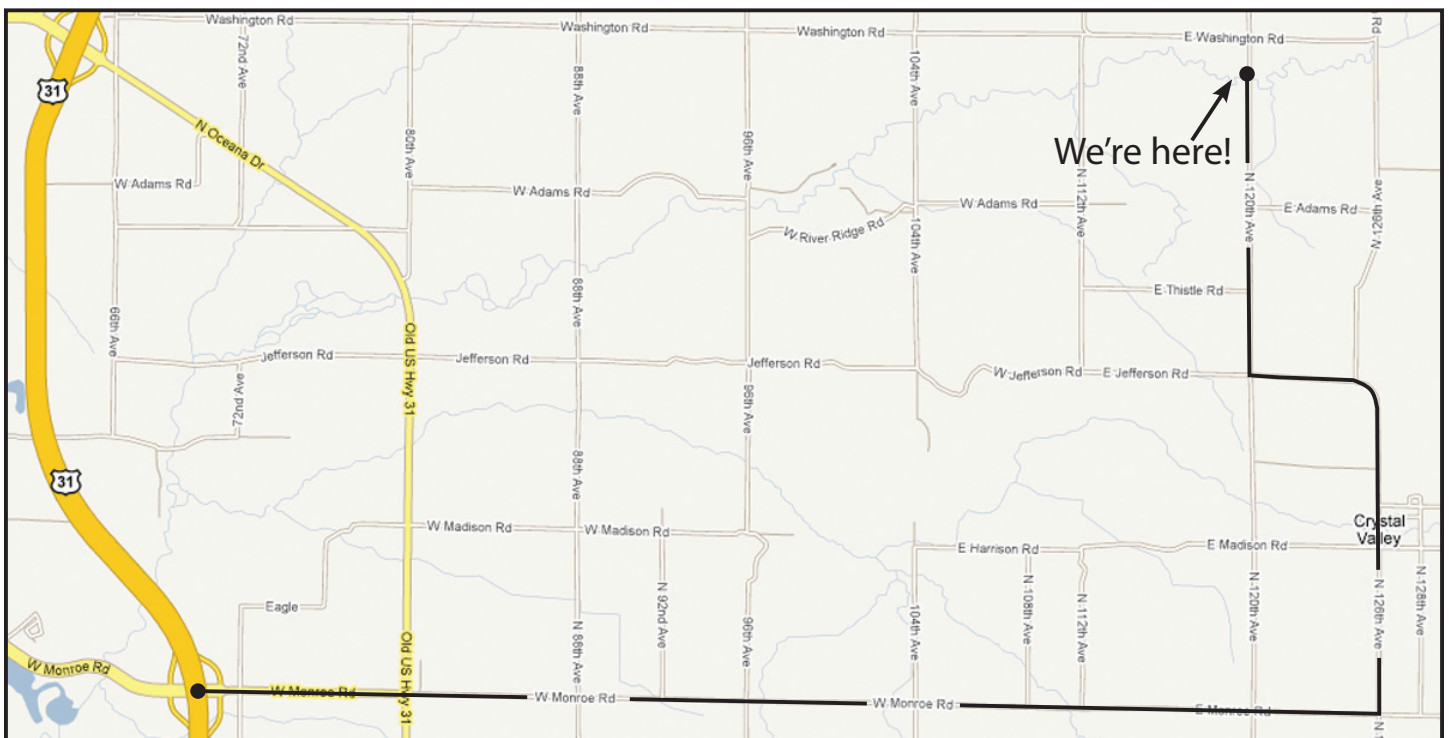 Washington Rd
Washington Rd
Washington Rd
E Washington Rd
Rd
31
72nd Ave
88th Ave
104th Ave
N Oceana Dr
80th Ave
96th Ave
We're here!
W Adams Rd
W Adams Rd
W Adams Rd
E Adams Rd
N 112th Ave
N 120th Ave
N 126th Ave
W River Ridge Rd
104th Ave
E Thistle Rd
66th Ave
88th Ave
Old US Hwy 31
Jefferson Rd
Jefferson Rd
Jefferson Rd
W Jefferson Rd
E Jefferson Rd
72nd Ave
96th Ave
31
88th Ave
W Madison Rd
W Madison Rd
Crystal
Valley
E Harrison Rd
E Madison Rd
Eagle
N 88th Ave
N 92nd Ave
96th Ave
104th Ave
N 108th Ave
N 112th Ave
N 120th Ave
N 126th Ave
N 128th Ave
W Monroe Rd
W Monroe Rd
Old US Hwy 31
W Monroe Rd
W Monroe Rd
E Monroe Rd